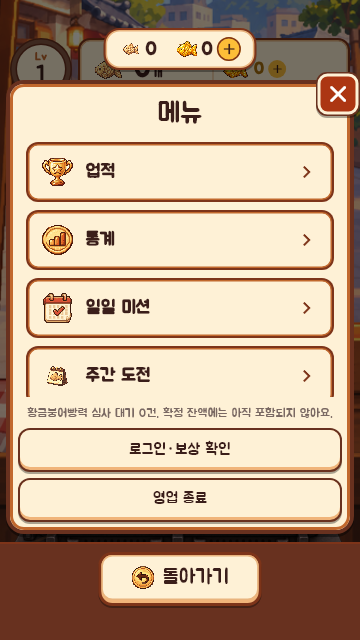 0 0 +
Lv
1
0
메뉴
업적
통계
일일 미션
주간 도전
황금붕어빵력 심사 대기 0건, 확정 잔액에는 아직 포함되지 않아요.
로그인·보상 확인
영업 종료
돌아가기